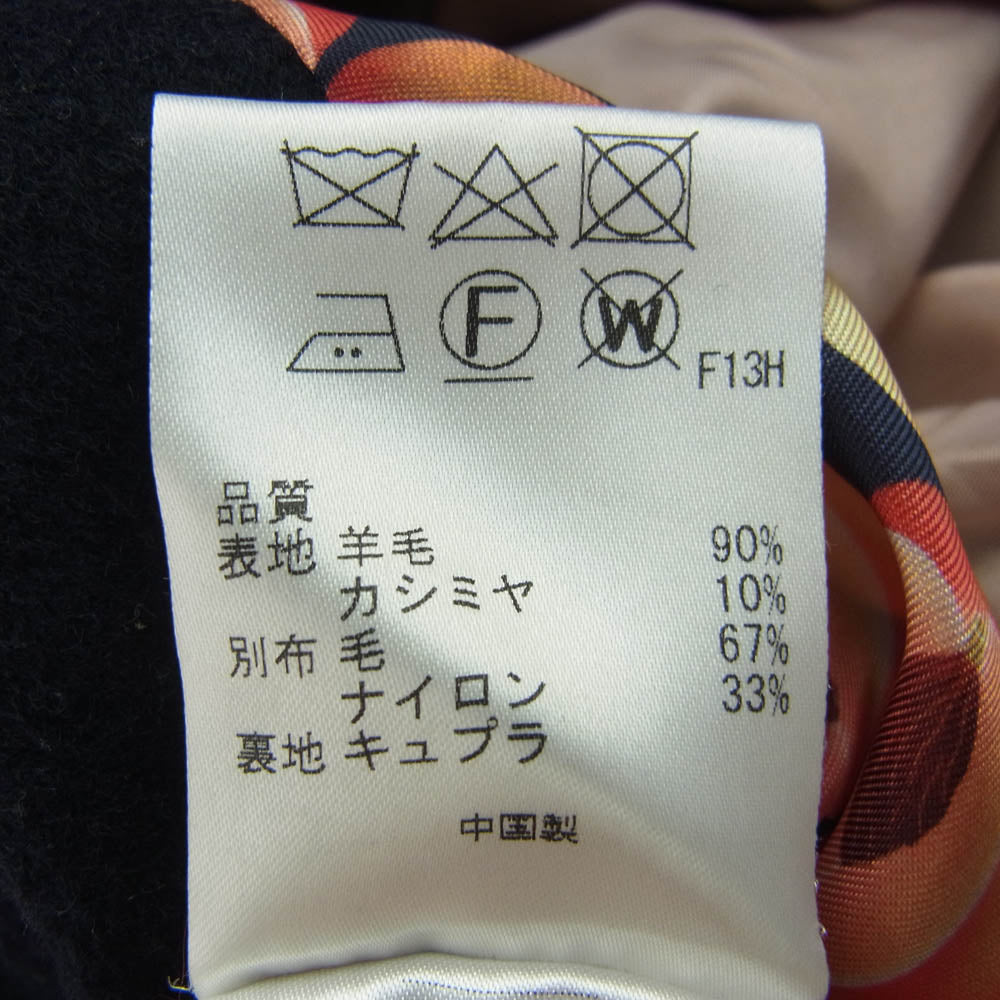 F W F13H
品質
表地 羊毛 90%
カシミヤ 10%
別布 毛 67%
ナイロン 33%
裏地 キュプラ
中国製